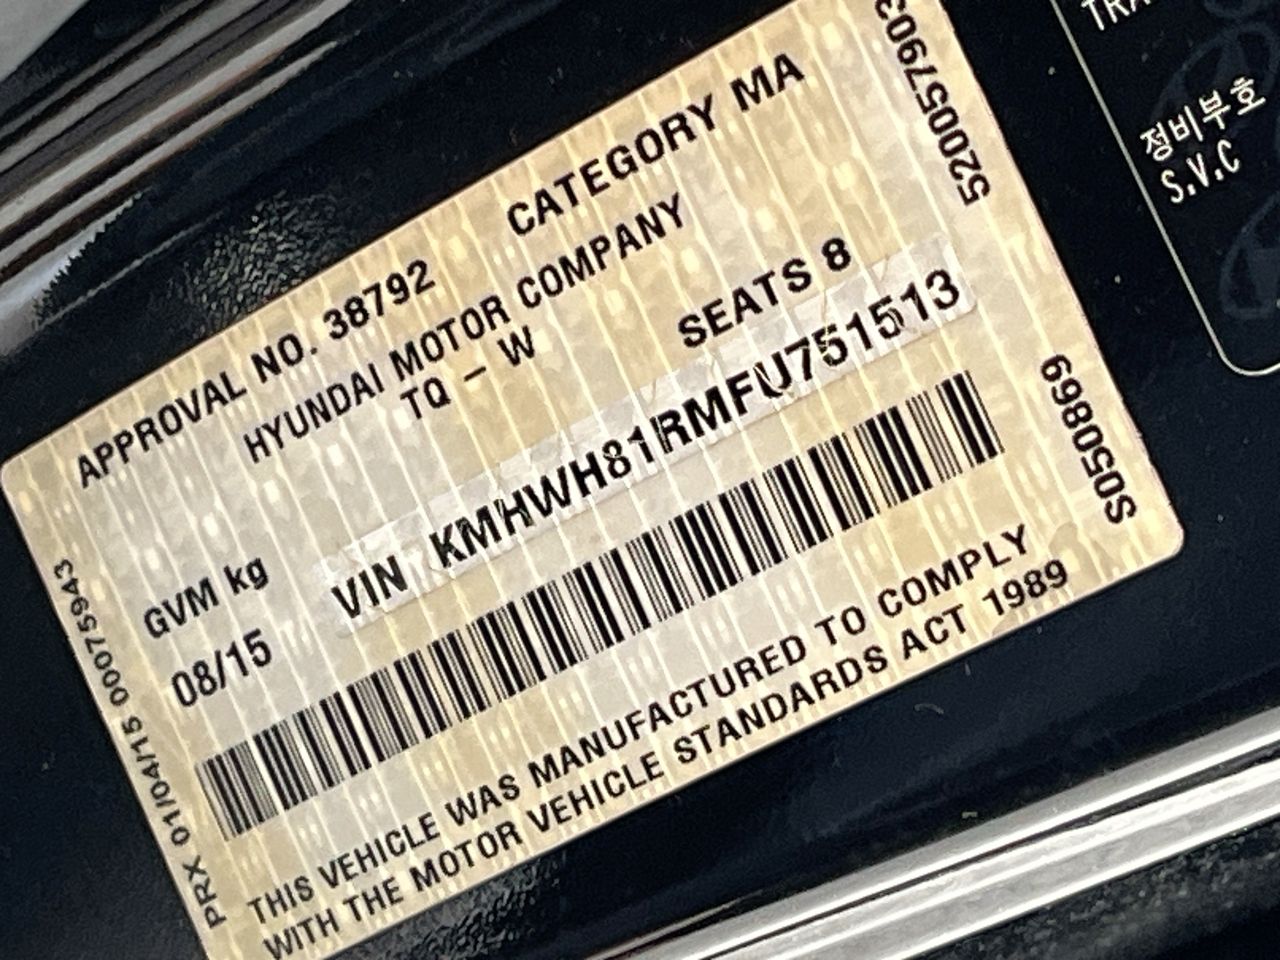 APPROVAL NO. 38792 CATEGORY MA
HYUNDAI MOTOR COMPANY
TQ - W
SEATS 8
GVM kg
VIN KMHWH81RMFU751513
08/15
THIS VEHICLE WAS MANUFACTURED TO COMPLY
WITH THE MOTOR VEHICLE STANDARDS ACT 1989
PRX 01/04/15 00075943
5200057903
S050869
정비부호
S.V.C